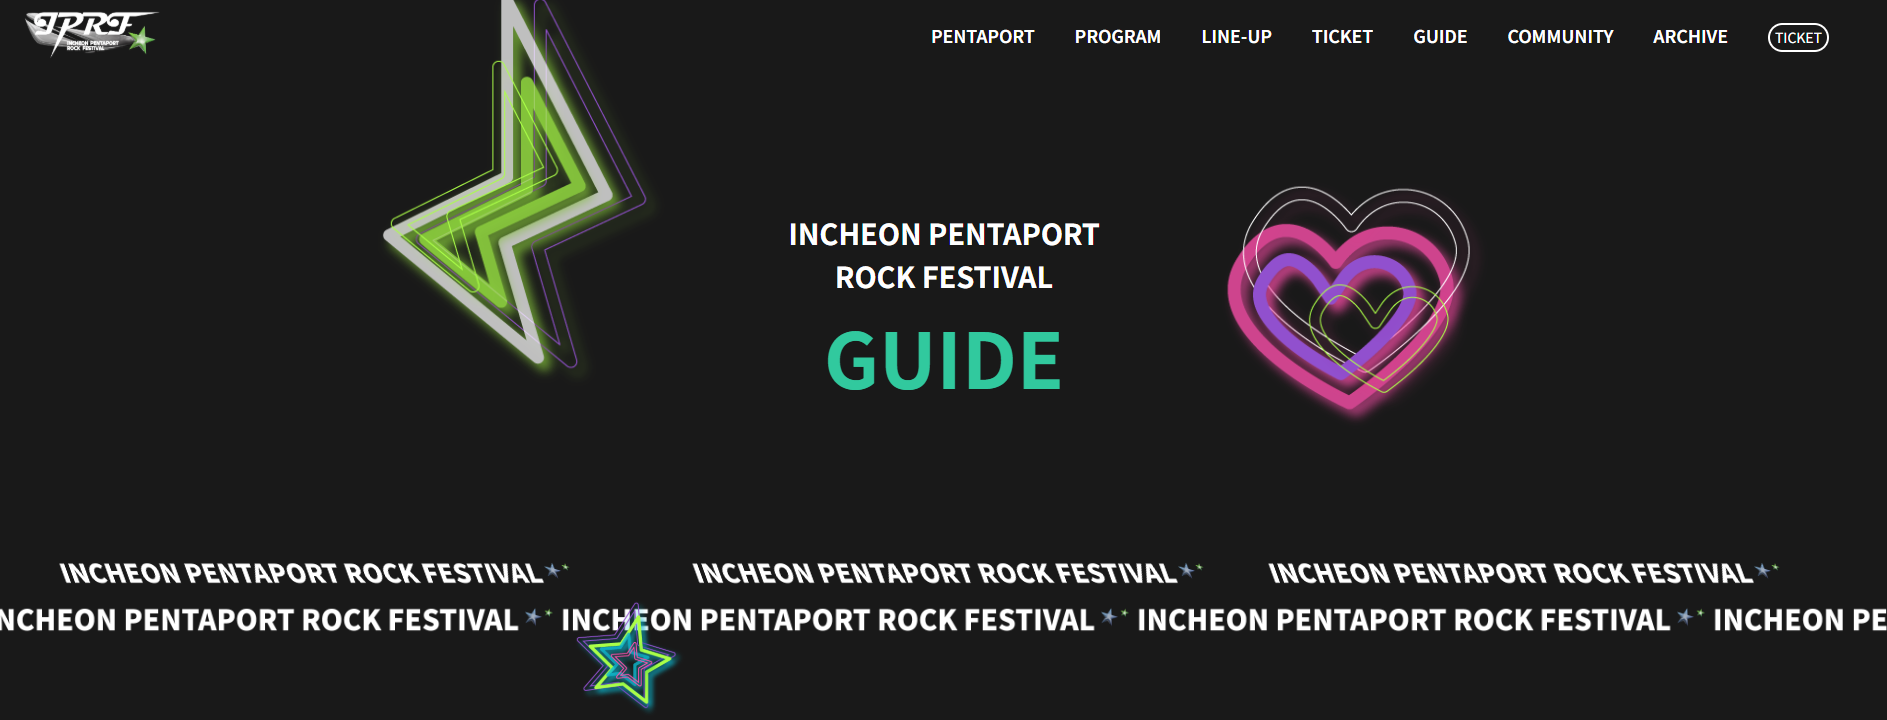 IPRF
INCHEON PENTAPORT
ROCK FESTIVAL
PENTAPORT PROGRAM LINE-UP TICKET GUIDE COMMUNITY ARCHIVE TICKET
INCHEON PENTAPORT
ROCK FESTIVAL
GUIDE
INCHEON PENTAPORT ROCK FESTIVAL INCHEON PENTAPORT ROCK FESTIVAL INCHEON PENTAPORT ROCK FESTIVAL
NCHEON PENTAPORT ROCK FESTIVAL INCHEON PENTAPORT ROCK FESTIVAL INCHEON PENTAPORT ROCK FESTIVAL INCHEON PE